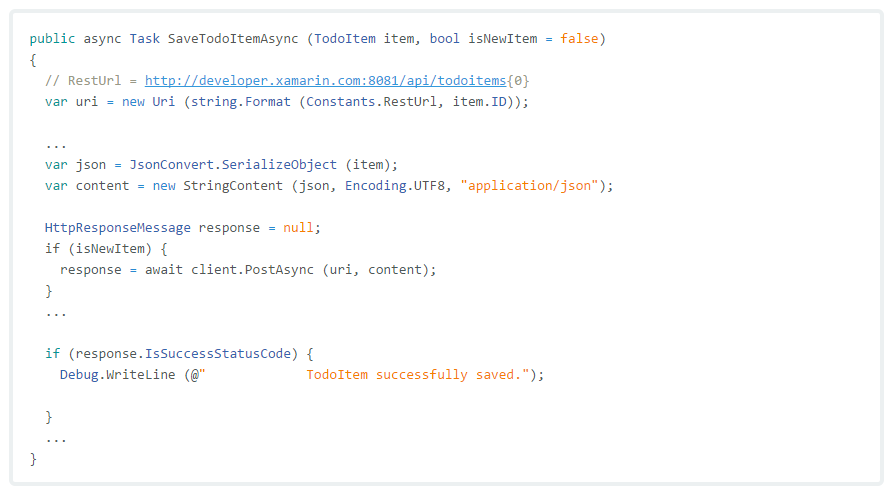 public async Task SaveTodoItemAsync (TodoItem item, bool isNewItem = false)
{
  // RestUrl = http://developer.xamarin.com:8081/api/todoitems{0}
  var uri = new Uri (string.Format (Constants.RestUrl, item.ID));

  ...
  var json = JsonConvert.SerializeObject (item);
  var content = new StringContent (json, Encoding.UTF8, "application/json");

  HttpResponseMessage response = null;
  if (isNewItem) {
    response = await client.PostAsync (uri, content);
  }
  ...

  if (response.IsSuccessStatusCode) {
    Debug.WriteLine (@"             TodoItem successfully saved.");

  }
  ...
}